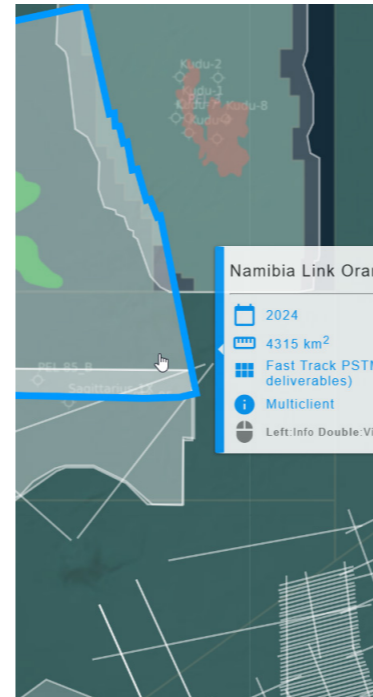 Kudu-2
Kudu-1
Kudu-8
Namibia Link Oran
2024
4315 km2
Fast Track PSTM
deliverables)
Multiclient
Left:Info Double:Vi
PEL 85_B
Sagittarius-1X